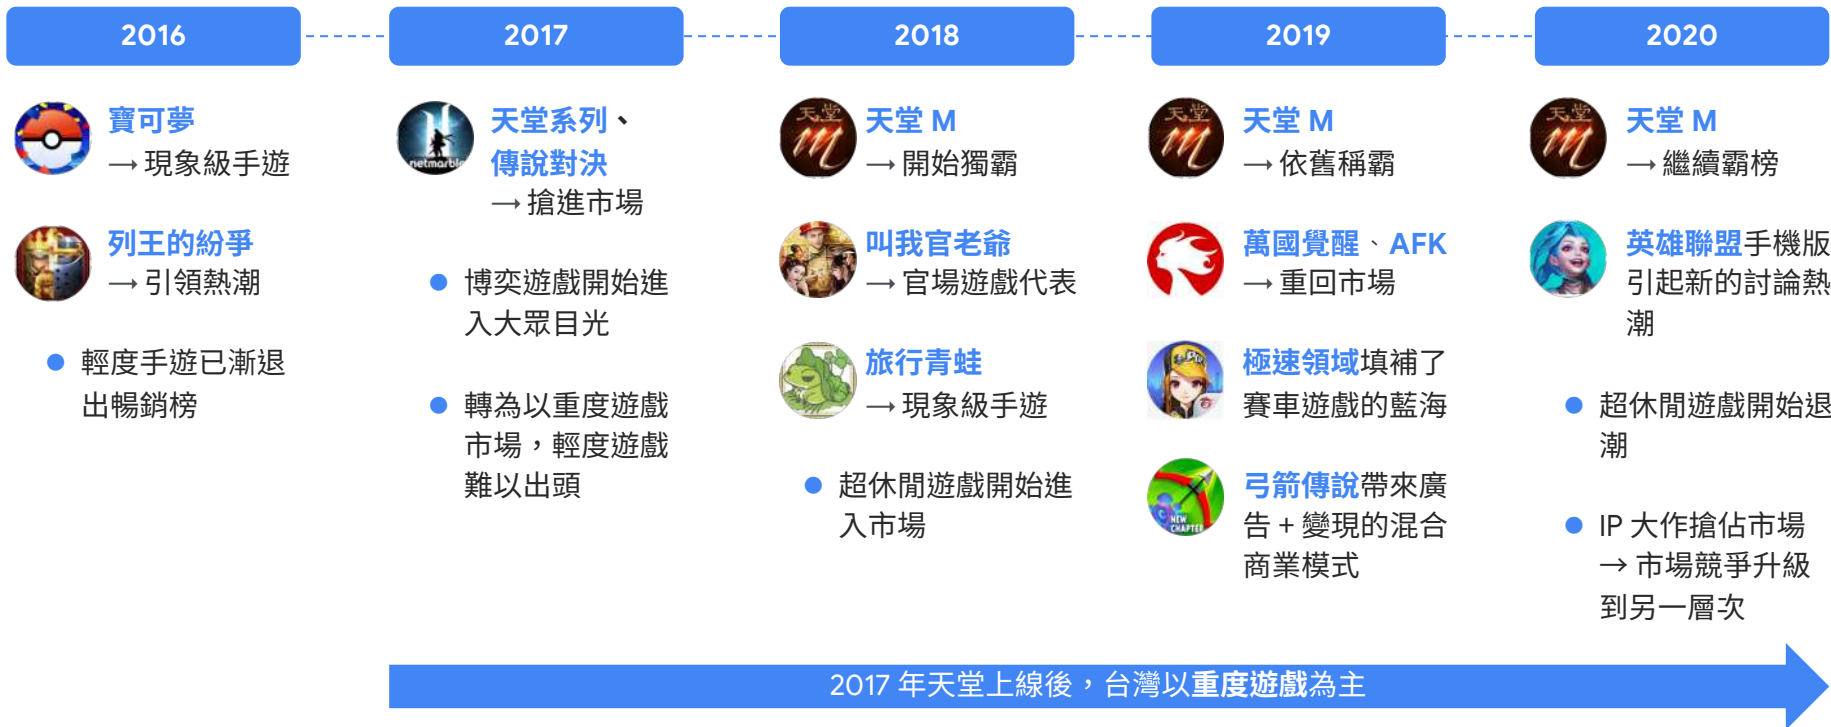 2016
寶可夢
→ 現象級手遊
列王的紛爭
→ 引領熱潮
● 輕度手遊已漸退
出暢銷榜
2017
netmarble
天堂系列、
傳說對決
→ 搶進市場
● 博奕遊戲開始進
入大眾目光
● 轉為以重度遊戲
市場，輕度遊戲
難以出頭
2018
天堂
M
天堂 M
→ 開始獨霸
叫我官老爺
→ 官場遊戲代表
旅行青蛙
→ 現象級手遊
● 超休閒遊戲開始進
入市場
2019
天堂
M
天堂 M
→ 依舊稱霸
萬國覺醒、AFK
→ 重回市場
極速領域填補了
賽車遊戲的藍海
NEW
CHAPTER
弓箭傳說帶來廣
告 + 變現的混合
商業模式
2020
天堂
M
天堂 M
→ 繼續霸榜
英雄聯盟手機版
引起新的討論熱
潮
● 超休閒遊戲開始退
潮
● IP 大作搶佔市場
→ 市場競爭升級
到另一層次
2017 年天堂上線後，台灣以重度遊戲為主